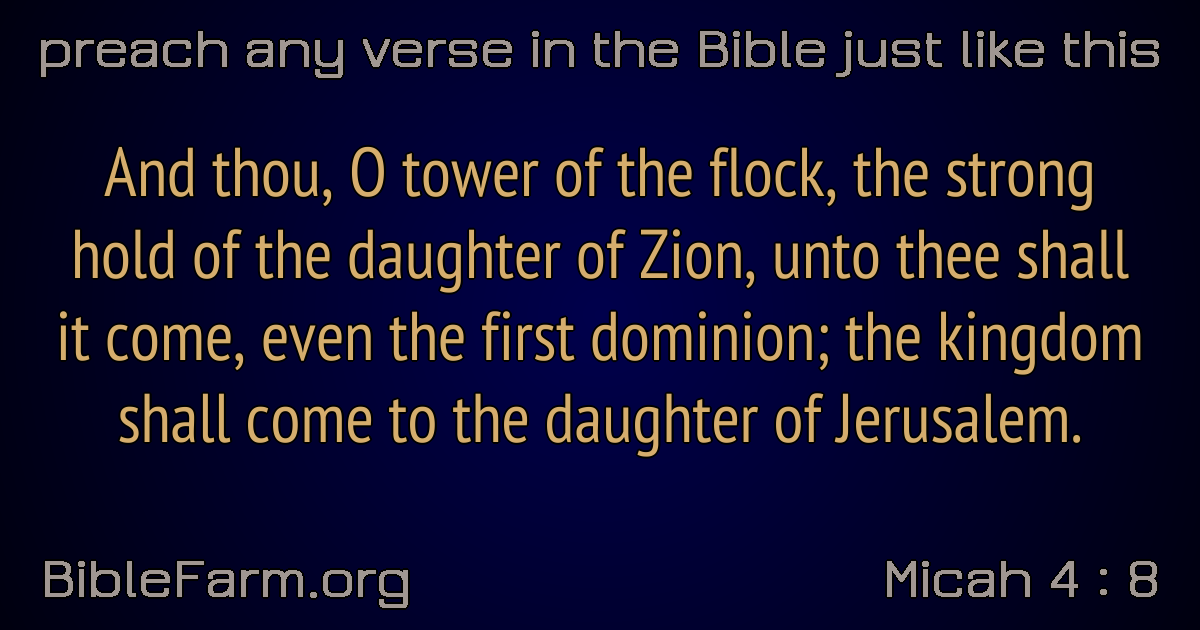 preach any verse in the Bible just like this
And thou, O tower of the flock, the strong
hold of the daughter of Zion, unto thee shall
it come, even the first dominion; the kingdom
shall come to the daughter of Jerusalem.
BibleFarm.org
Micah 4 : 8